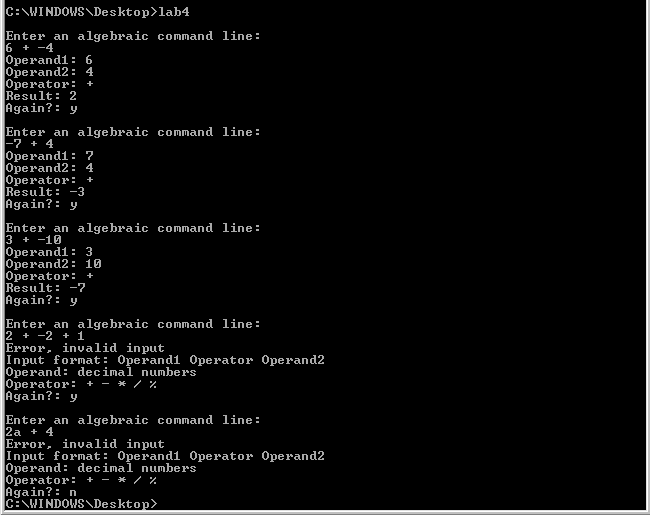 C:\WINDOWS\Desktop>lab4
Enter an algebraic command line:
6 + -4
Operand1: 6
Operand2: 4
Operator: +
Result: 2
Again?: y
Enter an algebraic command line:
-7 + 4
Operand1: 7
Operand2: 4
Operator: +
Result: -3
Again?: y
Enter an algebraic command line:
3 + -10
Operand1: 3
Operand2: 10
Operator: +
Result: -7
Again?: y
Enter an algebraic command line:
2 + -2 + 1
Error, invalid input
Input format: Operand1 Operator Operand2
Operand: decimal numbers
Operator: + - * / %
Again?: y
Enter an algebraic command line:
2a + 4
Error, invalid input
Input format: Operand1 Operator Operand2
Operand: decimal numbers
Operator: + - * / %
Again?: n
C:\WINDOWS\Desktop>